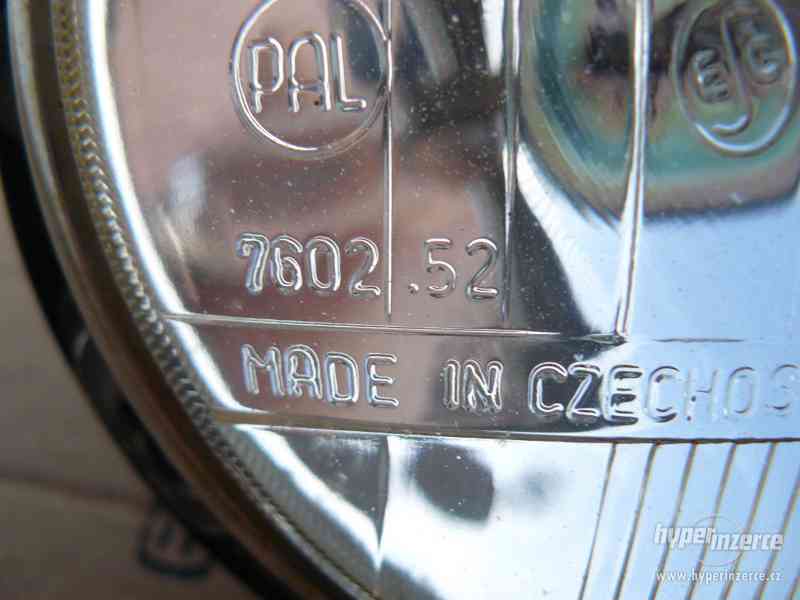 PAL
7602.52
MADE IN CZECHOS
hyperinzerce
www.hyperinzerce.cz